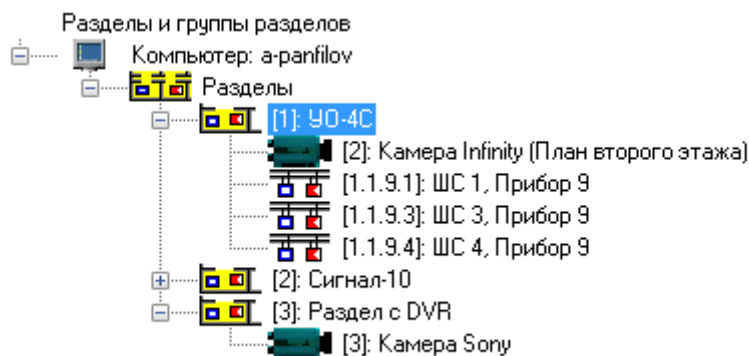 Разделы и группы разделов
Компьютер: a-panfilov
Разделы
[1]: УО-4С
[2]: Камера Infinity (План второго этажа)
[1.1.9.1]: ШС 1, Прибор 9
[1.1.9.3]: ШС 3, Прибор 9
[1.1.9.4]: ШС 4, Прибор 9
[2]: Сигнал-10
[3]: Раздел с DVR
[3]: Камера Sony